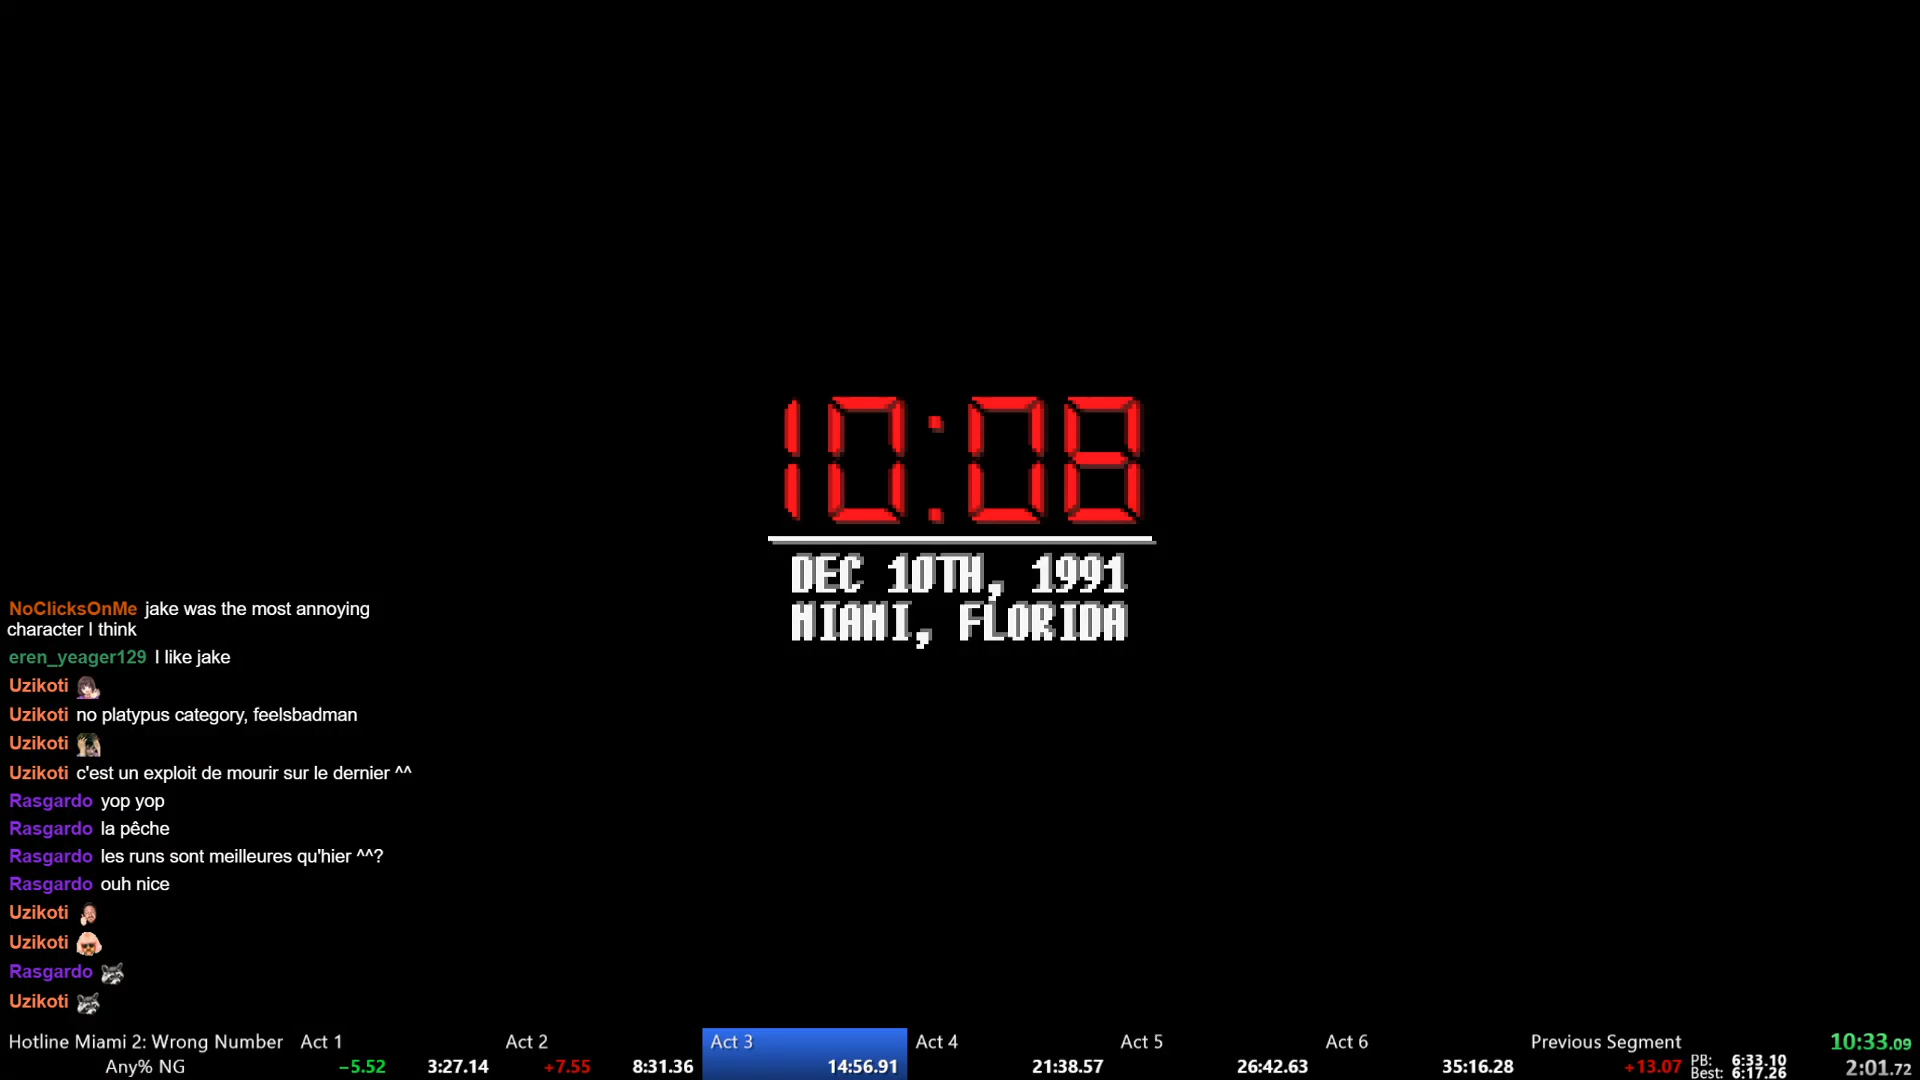 10:08
DEC 10TH, 1991
MIAMI, FLORIDA
NoClicksOnMe jake was the most annoying
character I think
eren_yeager129 I like jake
Uzikoti
Uzikoti no platypus category, feelsbadman
Uzikoti
Uzikoti c'est un exploit de mourir sur le dernier ^^
Rasgardo yop yop
Rasgardo la pêche
Rasgardo les runs sont meilleures qu'hier ^^?
Rasgardo ouh nice
Uzikoti
Uzikoti
Rasgardo
Uzikoti
Hotline Miami 2: Wrong Number Act 1 Act 2 Act 3 Act 4 Act 5 Act 6 Previous Segment 10:33.09
Any% NG −5.52 3:27.14 +7.55 8:31.36 14:56.91 21:38.57 26:42.63 35:16.28 +13.07 PB: 6:33.10
Best: 6:17.26 2:01.72